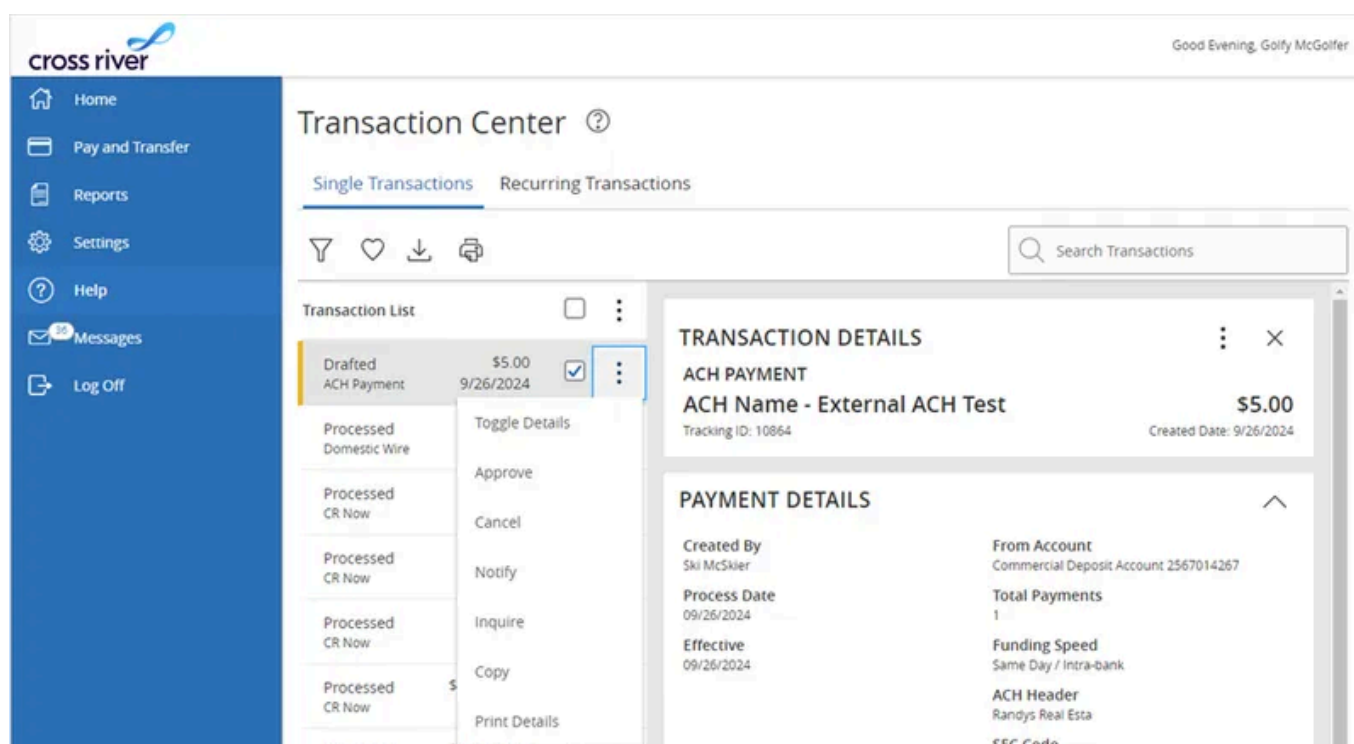 cross river
Good Evening, Golfy McGolfer
Home
Pay and Transfer
Reports
Settings
Help
36
Messages
Log Off
Transaction Center
Single Transactions Recurring Transactions
Search Transactions
Transaction List
Drafted $5.00
ACH Payment 9/26/2024
Processed
Domestic Wire
Processed
CR Now
Processed
CR Now
Processed
CR Now
Processed $
CR Now
Toggle Details
Approve
Cancel
Notify
Inquire
Copy
Print Details
TRANSACTION DETAILS
ACH PAYMENT
ACH Name - External ACH Test $5.00
Tracking ID: 10864 Created Date: 9/26/2024
PAYMENT DETAILS
Created By
Ski McSkier
Process Date
09/26/2024
Effective
09/26/2024
From Account
Commercial Deposit Account 2567014267
Total Payments
1
Funding Speed
Same Day / Intra-bank
ACH Header
Randys Real Esta
SEC Code